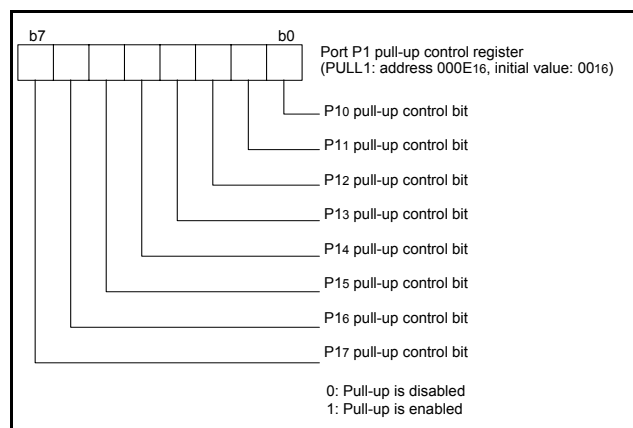 b7 b0
Port P1 pull-up control register
(PULL1: address 000E16, initial value: 0016)
P10 pull-up control bit
P11 pull-up control bit
P12 pull-up control bit
P13 pull-up control bit
P14 pull-up control bit
P15 pull-up control bit
P16 pull-up control bit
P17 pull-up control bit
0: Pull-up is disabled
1: Pull-up is enabled